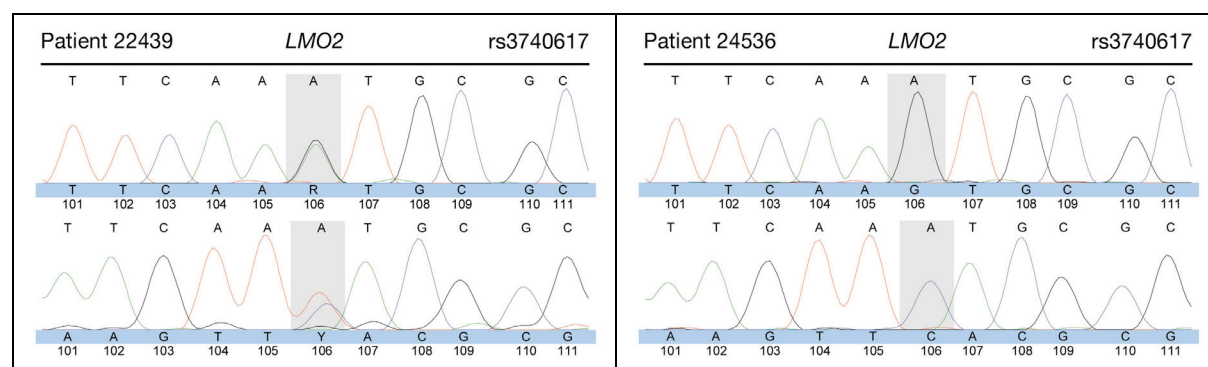 Patient 22439 LMO2 rs3740617
T T C A A A T G C G C
T T C A A R T G C G C
101 102 103 104 105 106 107 108 109 110 111
T T C A A A T G C G C
A A G T T Y A C G C G
101 102 103 104 105 106 107 108 109 110 111
Patient 24536 LMO2 rs3740617
T T C A A A T G C G C
T T C A A G T G C G C
101 102 103 104 105 106 107 108 109 110 111
T T C A A A T G C G C
A A G T T C A C G C G
101 102 103 104 105 106 107 108 109 110 111